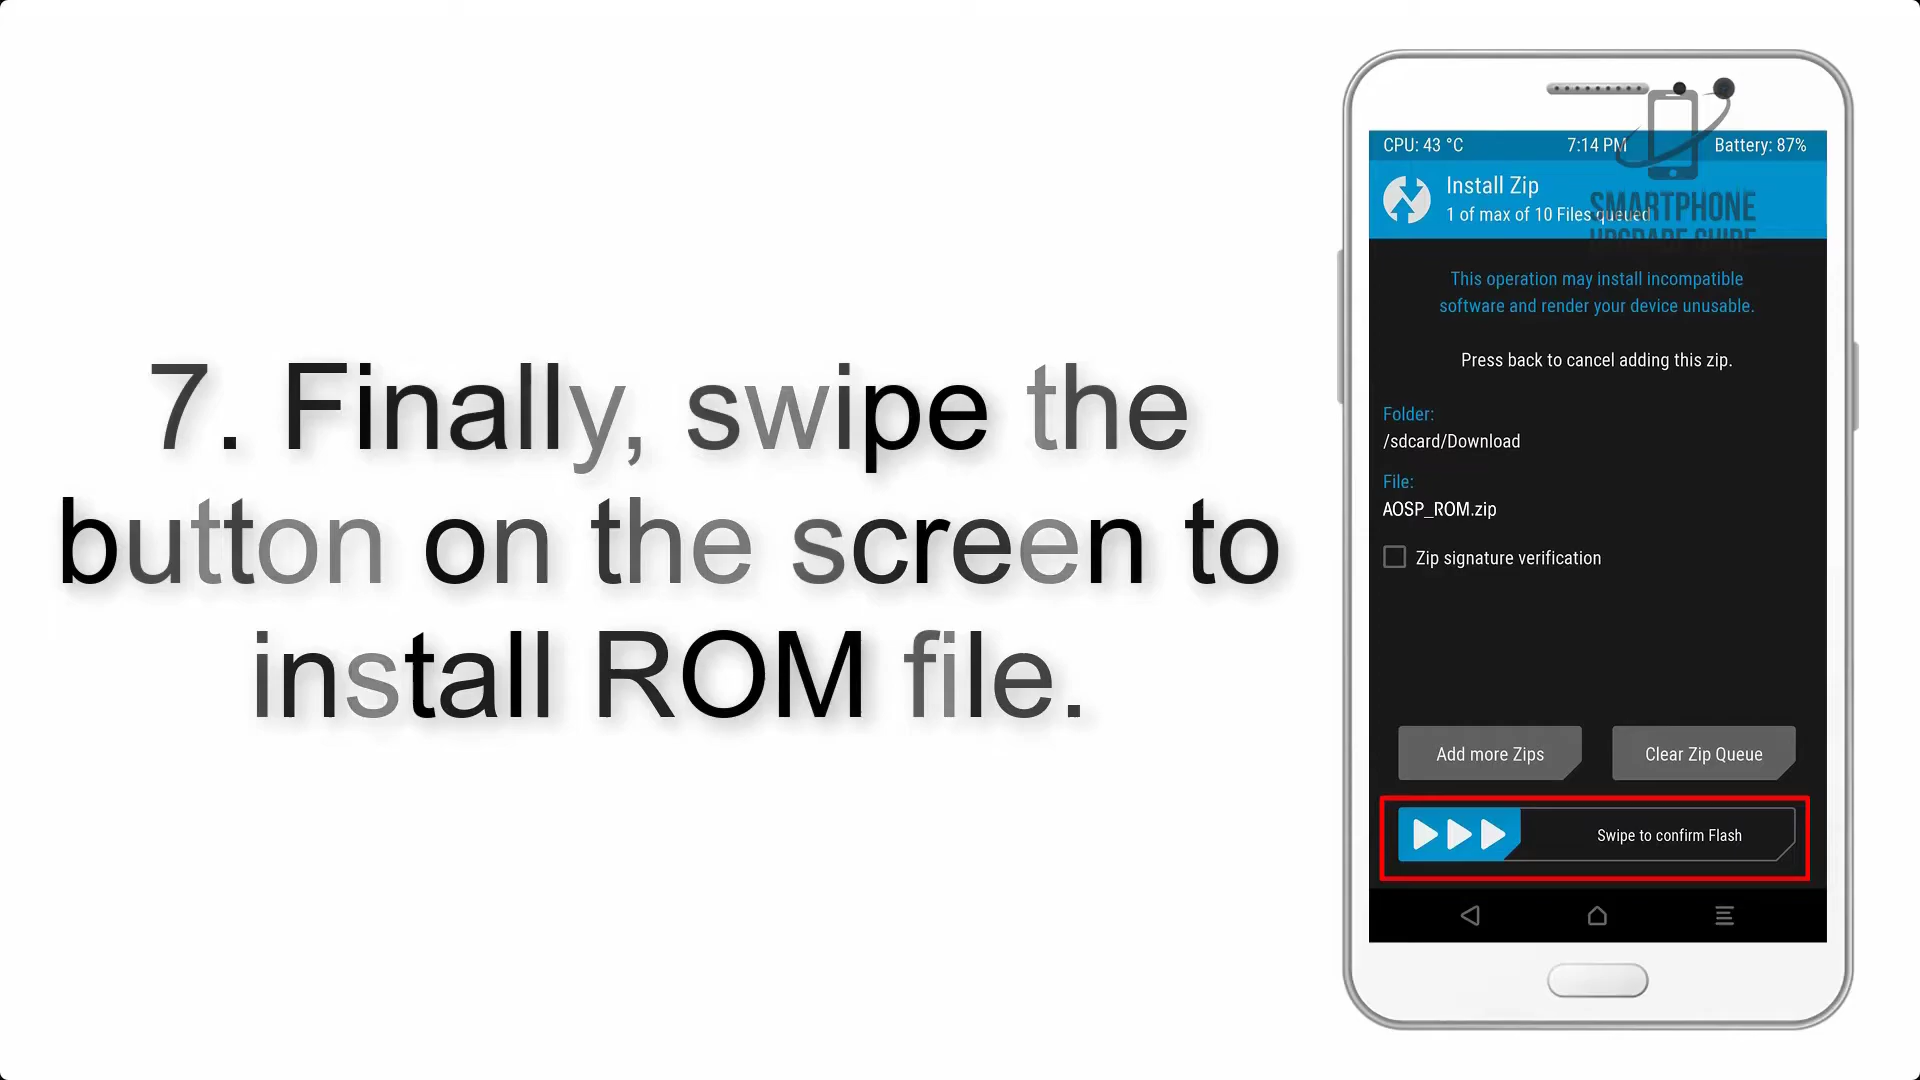 7. Finally, swipe the
button on the screen to
install ROM file.
CPU: 43 °C 7:14 PM Battery: 87%
Install Zip
1 of max of 10 Files queued
SMARTPHONE
UPGRADE GUIDE
This operation may install incompatible
software and render your device unusable.
Press back to cancel adding this zip.
Folder:
/sdcard/Download
File:
AOSP_ROM.zip
Zip signature verification
Add more Zips Clear Zip Queue
Swipe to confirm Flash